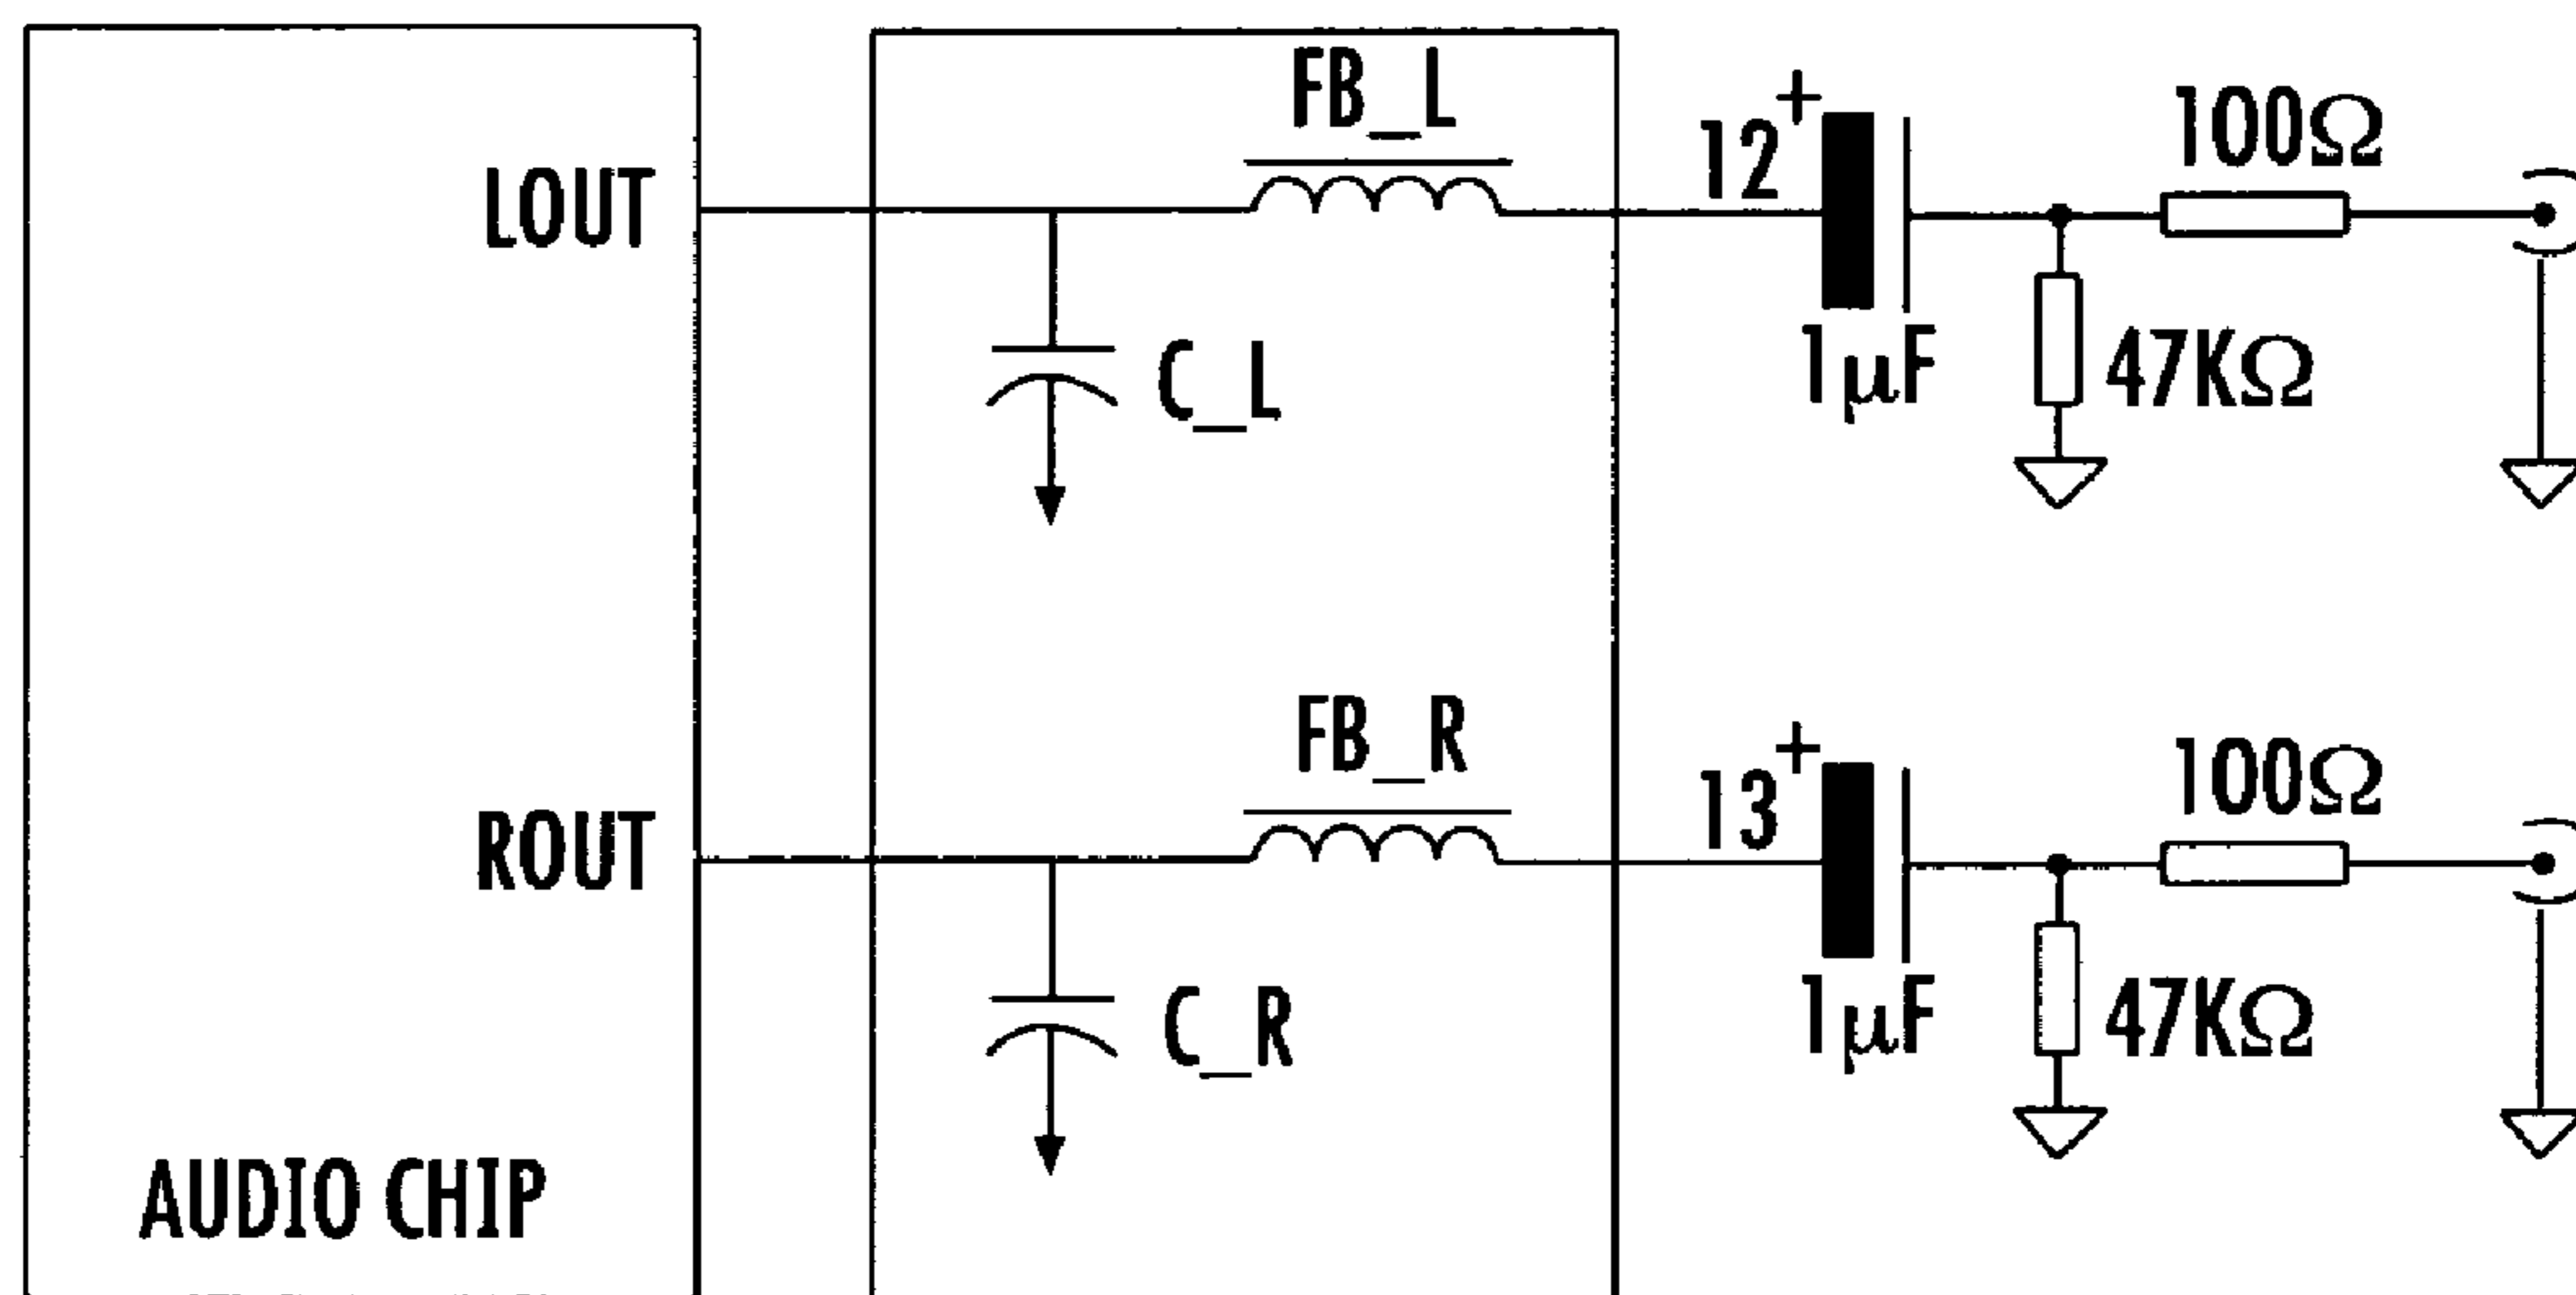 FB_L
12
+
100Ω
LOUT
C_L
1μF
47KΩ
FB_R
13
+
100Ω
ROUT
C_R
1μF
47KΩ
AUDIO CHIP